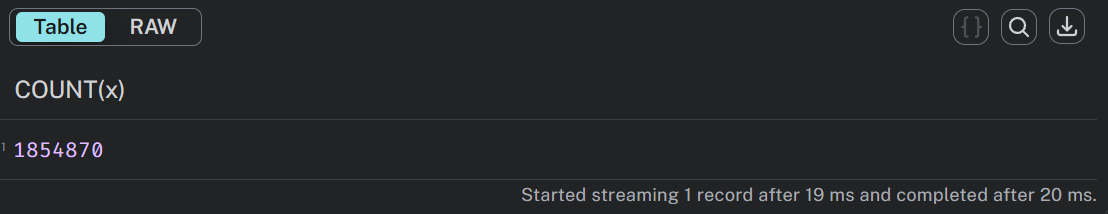 Table RAW
{}
COUNT(x)
1 1854870
Started streaming 1 record after 19 ms and completed after 20 ms.